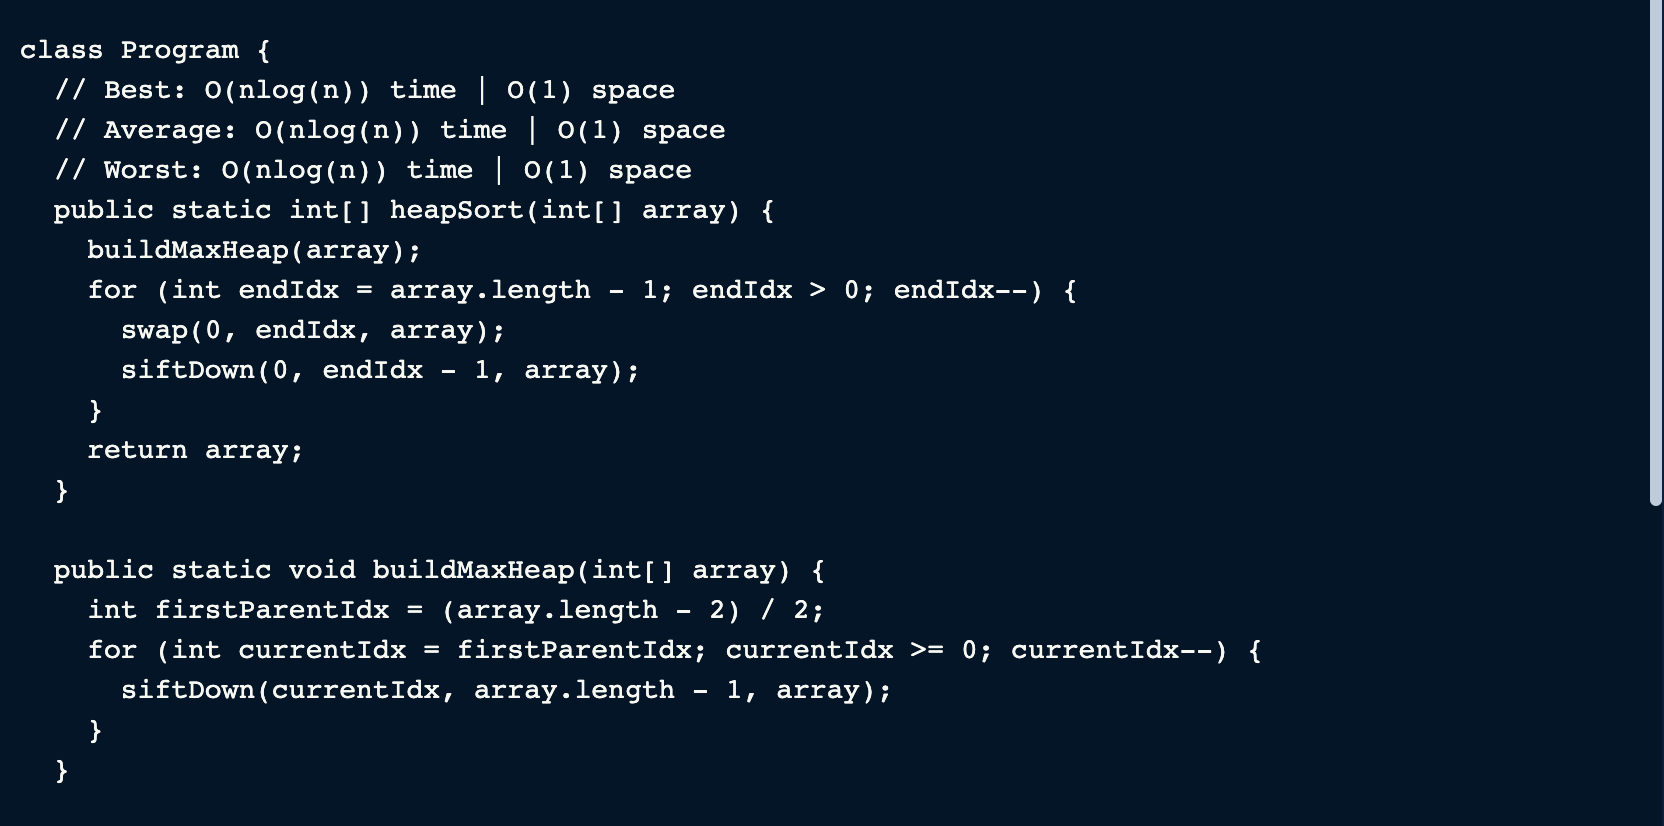 class Program {
// Best: O(nlog(n)) time | O(1) space
// Average: O(nlog(n)) time | O(1) space
// Worst: O(nlog(n)) time | O(1) space
public static int[] heapSort(int[] array) {
buildMaxHeap(array);
for (int endIdx = array.length - 1; endIdx > 0; endIdx--) {
swap(0, endIdx, array);
siftDown(0, endIdx - 1, array);
}
return array;
}
public static void buildMaxHeap(int[] array) {
int firstParentIdx = (array.length - 2) / 2;
for (int currentIdx = firstParentIdx; currentIdx >= 0; currentIdx--) {
siftDown(currentIdx, array.length - 1, array);
}
}